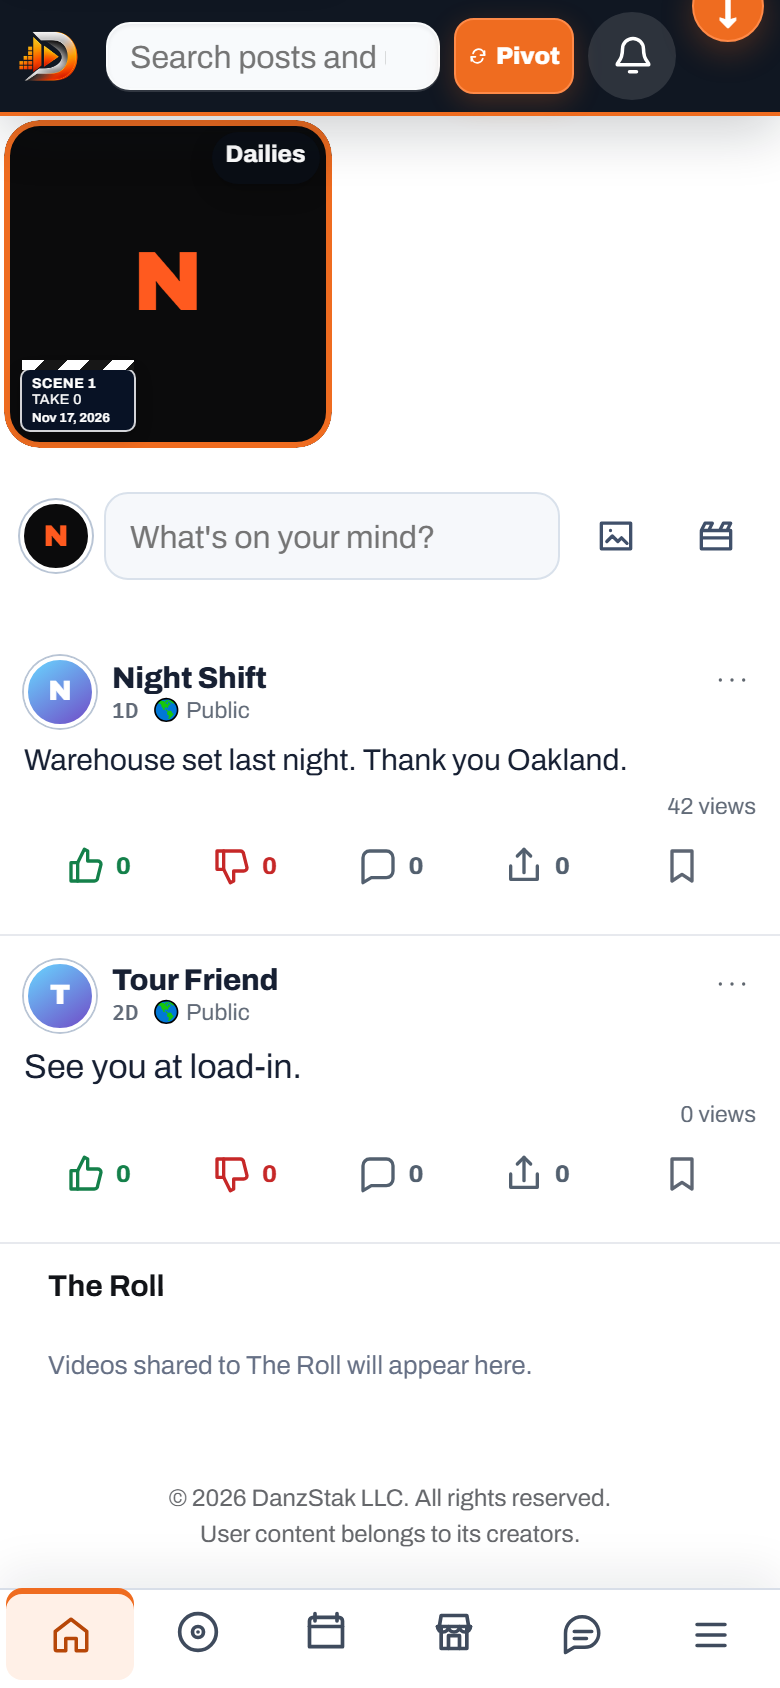 Search posts and
Pivot
Dailies
N
SCENE 1
TAKE 0
Nov 17, 2026
N
What's on your mind?
N
Night Shift
1D Public
Warehouse set last night. Thank you Oakland.
42 views
0 0 0 0
T
Tour Friend
2D Public
See you at load-in.
0 views
0 0 0 0
The Roll
Videos shared to The Roll will appear here.
© 2026 DanzStak LLC. All rights reserved.
User content belongs to its creators.